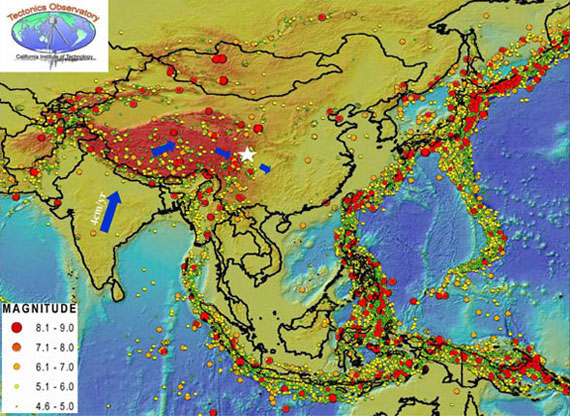 Tectonics Observatory
California Institute of Technology
4cm/yr
MAGNITUDE
8.1 - 9.0
7.1 - 8.0
6.1 - 7.0
5.1 - 6.0
4.6 - 5.0